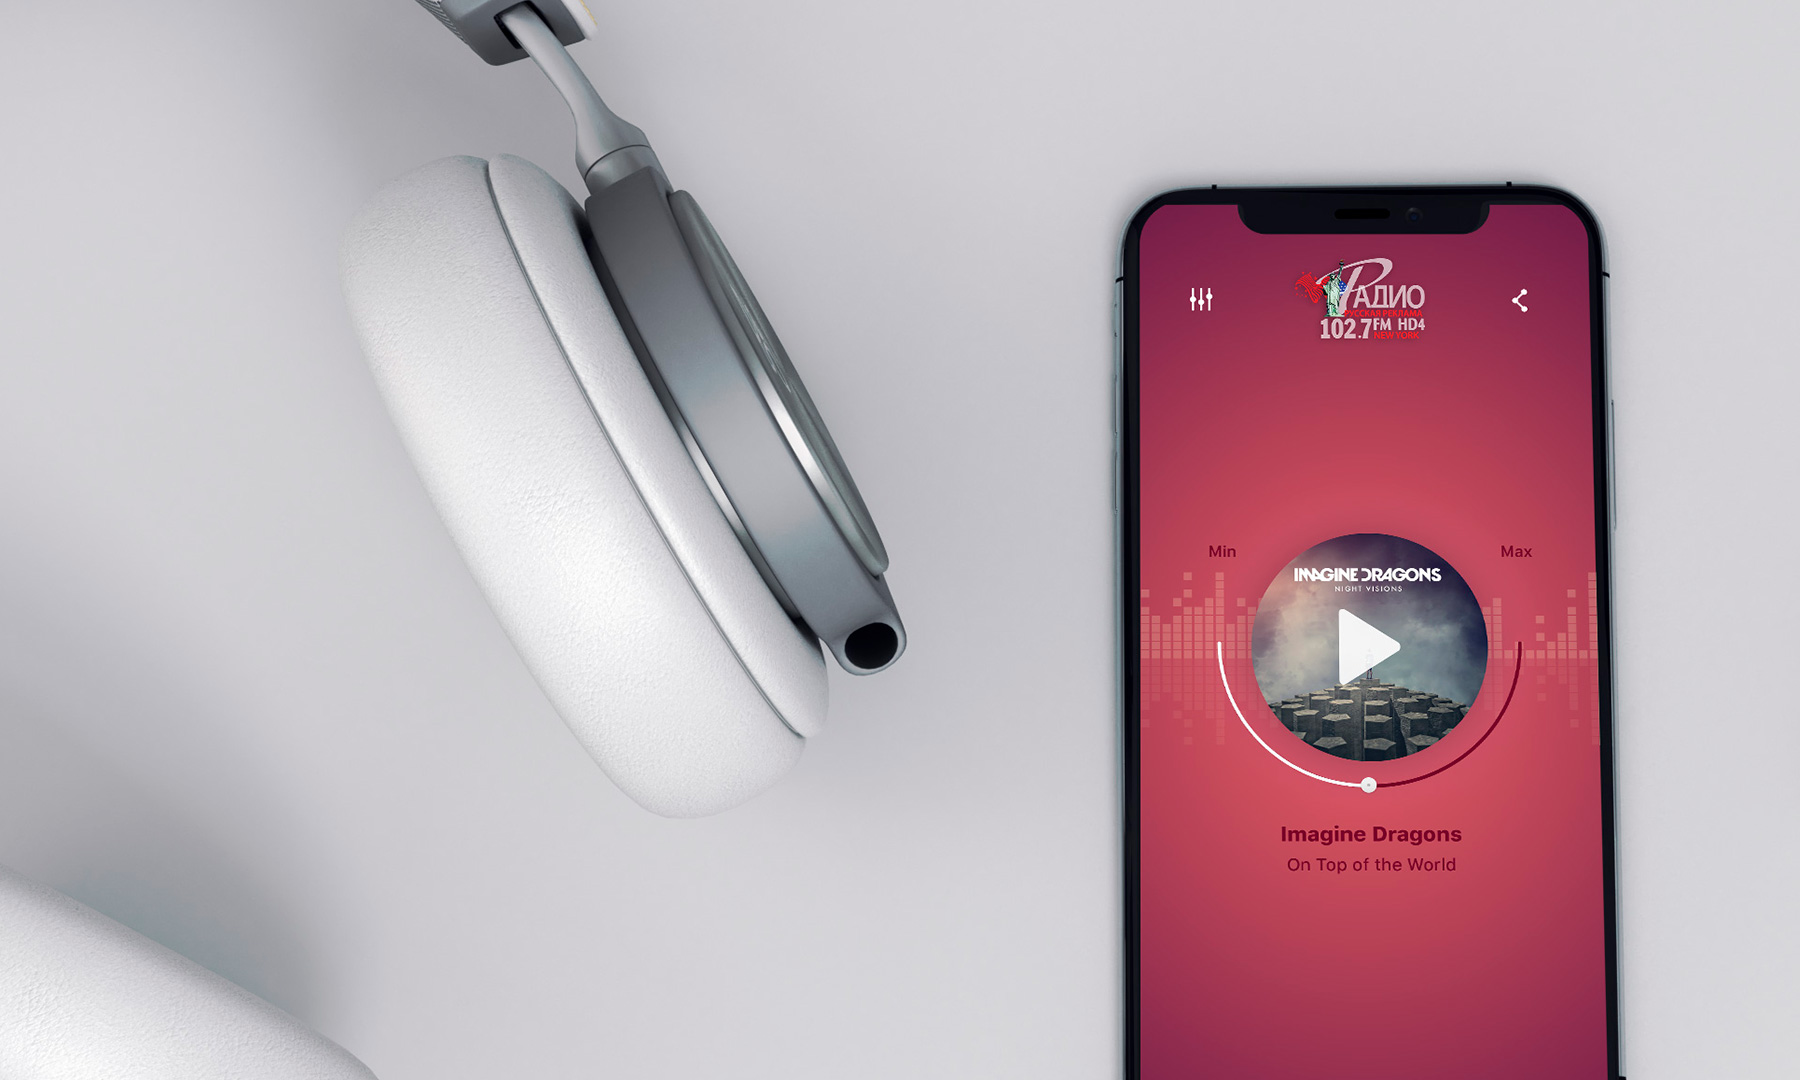 РАДИО
РУССКАЯ РЕКЛАМА
102.7 FM HD4
NEW YORK
Min
Max
IMAGINE DRAGONS
NIGHT VISIONS
Imagine Dragons
On Top of the World